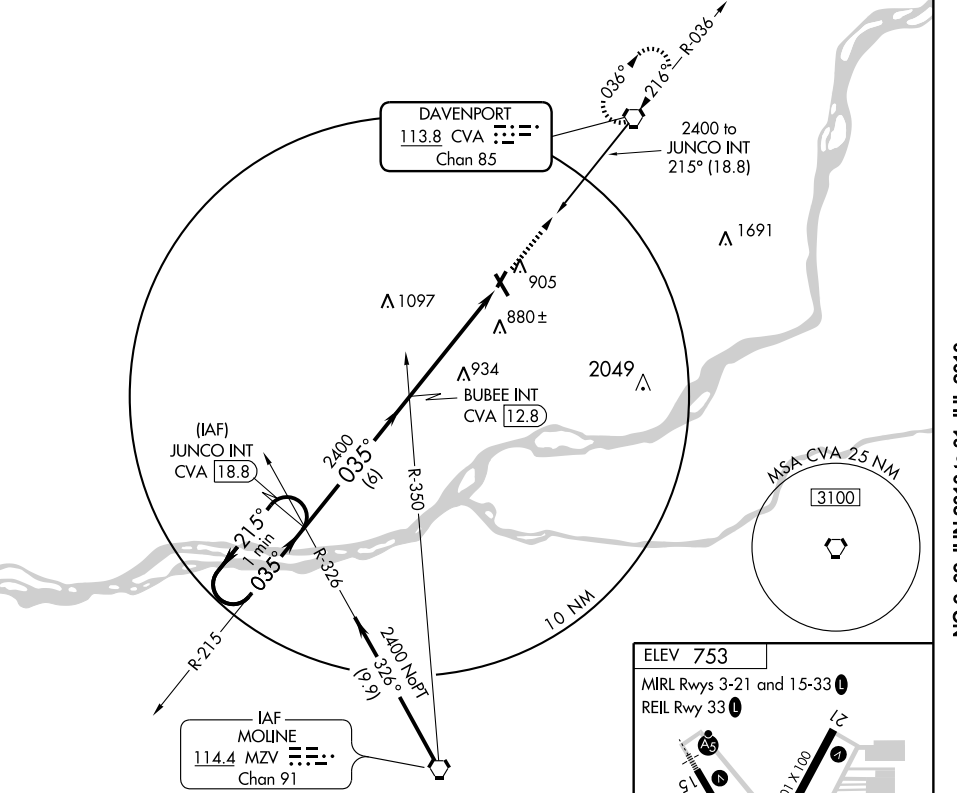 R-036
036°
216°
DAVENPORT
113.8 CVA
Chan 85
2400 to
JUNCO INT
215° (18.8)
1691
905
1097
880 ±
934
2049
BUBEE INT
CVA 12.8
(IAF)
JUNCO INT
CVA 18.8
2400
035°
(6)
R-350
MSA CVA 25 NM
3100
215°
1 min
035°
R-326
R-215
10 NM
2400 NoPT
326°
(9.9)
IAF
MOLINE
114.4 MZV
Chan 91
ELEV 753
MIRL Rwys 3-21 and 15-33 L
REIL Rwy 33 L
21
A5
V
V
15
01 X 100